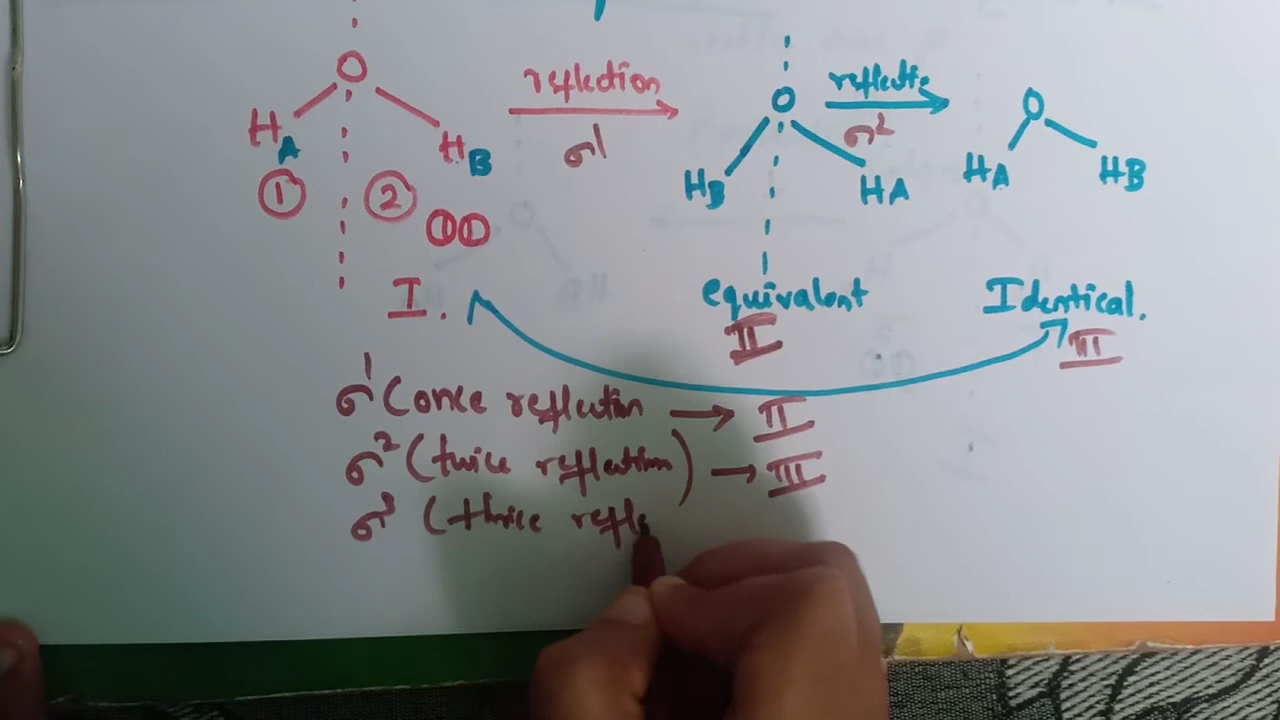 O
HA
HB
① ②
I.
reflection
σ¹
O
HB
HA
equivalent
II
reflectio
σ²
O
HA
HB
Identical.
III
σ¹ (once reflection → II
σ² (twice reflection) → III
σ³ (thrice refle